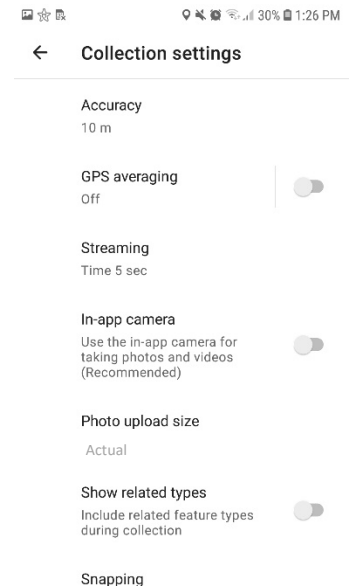 30% 1:26 PM
Collection settings
Accuracy
10 m
GPS averaging
Off
Streaming
Time 5 sec
In-app camera
Use the in-app camera for
taking photos and videos
(Recommended)
Photo upload size
Actual
Show related types
Include related feature types
during collection
Snapping